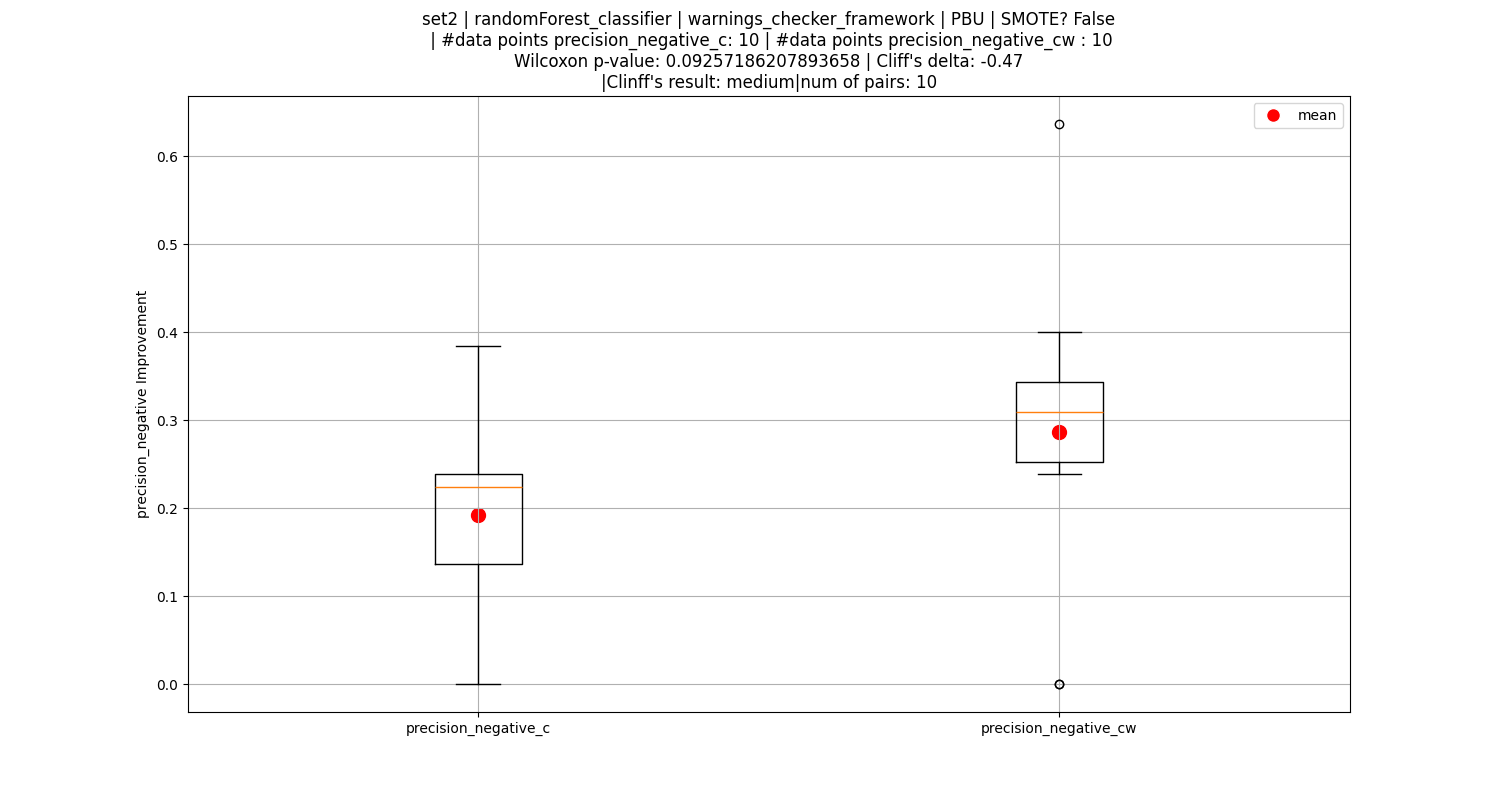 set2 | randomForest_classifier | warnings_checker_framework | PBU | SMOTE? False
| #data points precision_negative_c: 10 | #data points precision_negative_cw : 10
Wilcoxon p-value: 0.09257186207893658 | Cliff's delta: -0.47
|Clinff's result: medium|num of pairs: 10
mean
0.6
0.5
0.4
0.3
0.2
0.1
0.0
precision_negative Improvement
precision_negative_c
precision_negative_cw